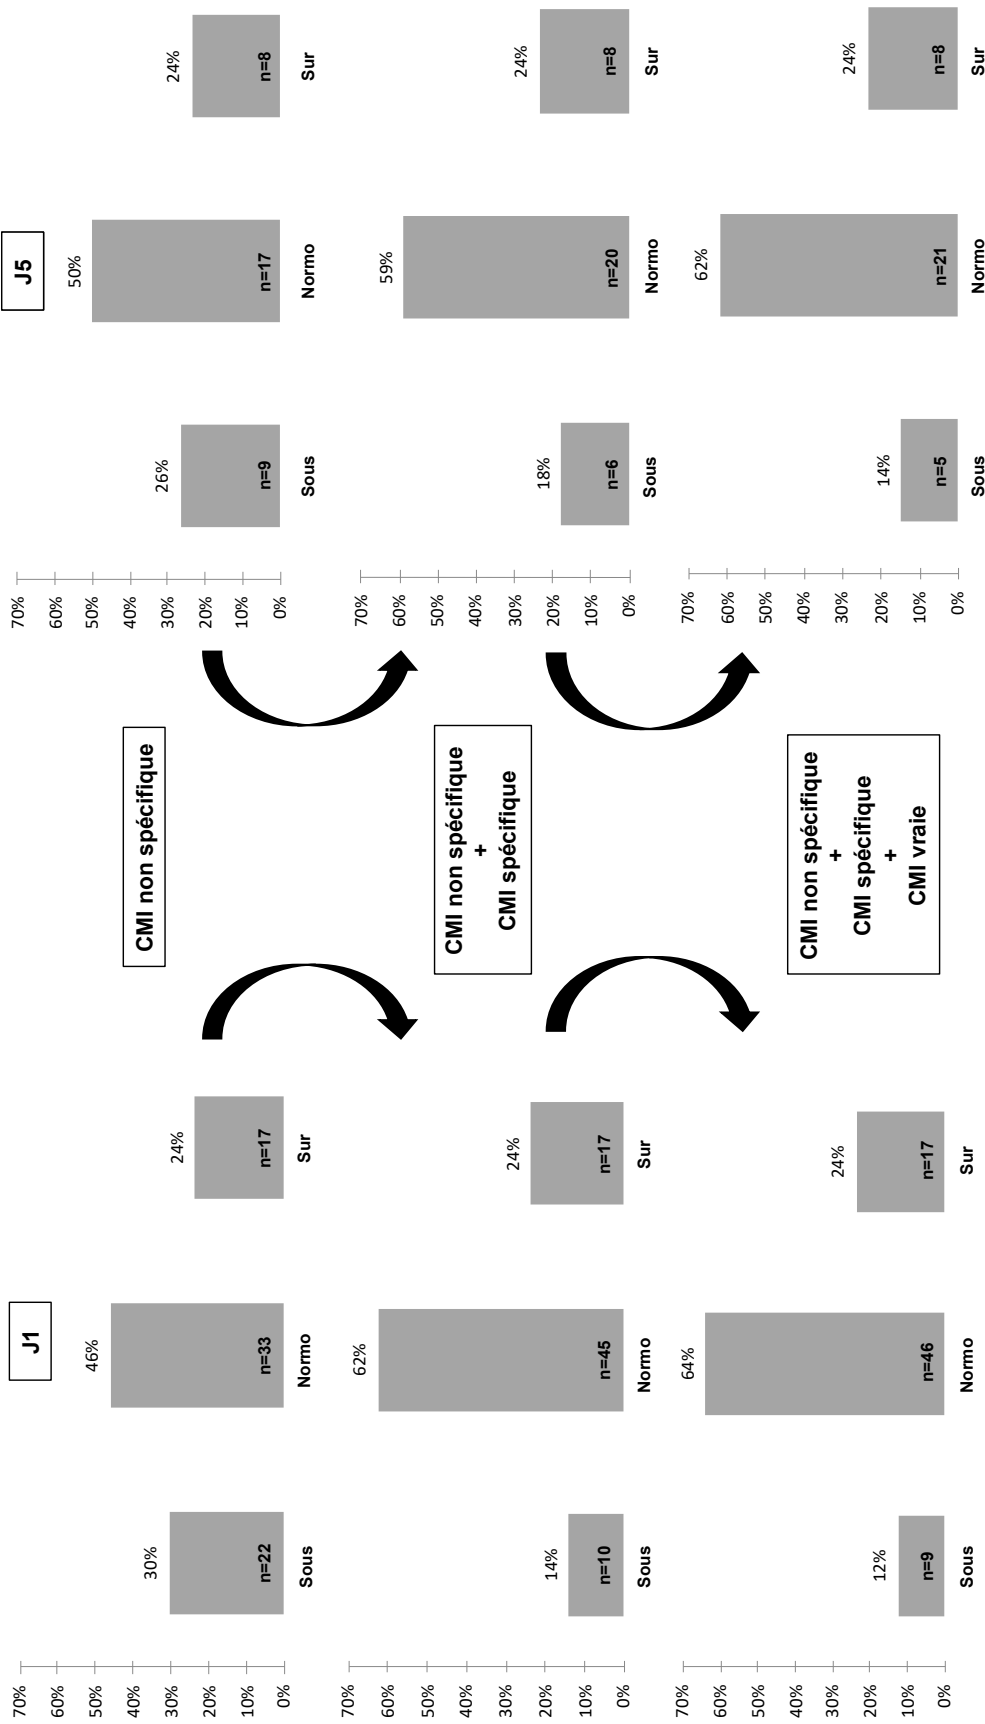 J1
J5
70%
60%
50%
40%
30%
20%
10%
0%
30%
n=22
Sous
46%
n=33
Normo
24%
n=17
Sur
CMI non spécifique
70%
60%
50%
40%
30%
20%
10%
0%
26%
n=9
Sous
50%
n=17
Normo
24%
n=8
Sur
70%
60%
50%
40%
30%
20%
10%
0%
14%
n=10
Sous
62%
n=45
Normo
24%
n=17
Sur
CMI non spécifique
+
CMI spécifique
70%
60%
50%
40%
30%
20%
10%
0%
18%
n=6
Sous
59%
n=20
Normo
24%
n=8
Sur
70%
60%
50%
40%
30%
20%
10%
0%
12%
n=9
Sous
64%
n=46
Normo
24%
n=17
Sur
CMI non spécifique
+
CMI spécifique
+
CMI vraie
70%
60%
50%
40%
30%
20%
10%
0%
14%
n=5
Sous
62%
n=21
Normo
24%
n=8
Sur